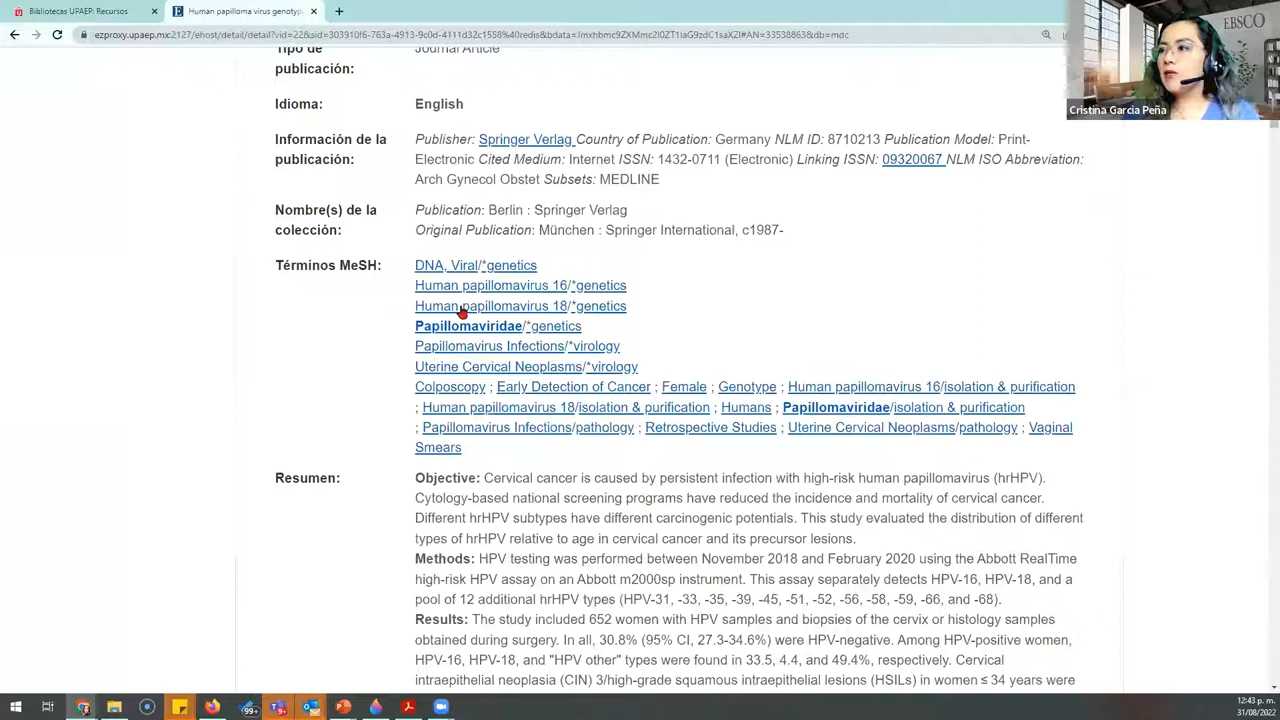 Bibliotecas UPAEP: Recursos
Human papilloma virus genotype
ezproxy.upaep.mx:2127/ehost/detail/detail?vid=22&sid=303910f6-763a-4913-9c0d-4111d32c1558%40redis&bdata=Jmxhbmc9ZXMmc2l0ZT1laG9zdC1saXZl#AN=33538863&db=mdc
EBSCO
Cristina Garcia Peña
Tipo de
publicación:
Journal Article
Idioma:
English
Información de la
publicación:
Publisher: Springer Verlag Country of Publication: Germany NLM ID: 8710213 Publication Model: Print-
Electronic Cited Medium: Internet ISSN: 1432-0711 (Electronic) Linking ISSN: 09320067 NLM ISO Abbreviation:
Arch Gynecol Obstet Subsets: MEDLINE
Nombre(s) de la
colección:
Publication: Berlin : Springer Verlag
Original Publication: München : Springer International, c1987-
Términos MeSH:
DNA, Viral/*genetics
Human papillomavirus 16/*genetics
Human papillomavirus 18/*genetics
Papillomaviridae/*genetics
Papillomavirus Infections/*virology
Uterine Cervical Neoplasms/*virology
Colposcopy ; Early Detection of Cancer ; Female ; Genotype ; Human papillomavirus 16/isolation & purification
; Human papillomavirus 18/isolation & purification ; Humans ; Papillomaviridae/isolation & purification
; Papillomavirus Infections/pathology ; Retrospective Studies ; Uterine Cervical Neoplasms/pathology ; Vaginal
Smears
Resumen:
Objective: Cervical cancer is caused by persistent infection with high-risk human papillomavirus (hrHPV).
Cytology-based national screening programs have reduced the incidence and mortality of cervical cancer.
Different hrHPV subtypes have different carcinogenic potentials. This study evaluated the distribution of different
types of hrHPV relative to age in cervical cancer and its precursor lesions.
Methods: HPV testing was performed between November 2018 and February 2020 using the Abbott RealTime
high-risk HPV assay on an Abbott m2000sp instrument. This assay separately detects HPV-16, HPV-18, and a
pool of 12 additional hrHPV types (HPV-31, -33, -35, -39, -45, -51, -52, -56, -58, -59, -66, and -68).
Results: The study included 652 women with HPV samples and biopsies of the cervix or histology samples
obtained during surgery. In all, 30.8% (95% CI, 27.3-34.6%) were HPV-negative. Among HPV-positive women,
HPV-16, HPV-18, and "HPV other" types were found in 33.5, 4.4, and 49.4%, respectively. Cervical
intraepithelial neoplasia (CIN) 3/high-grade squamous intraepithelial lesions (HSILs) in women ≤ 34 years were
99+
12:43 p. m.
31/08/2022